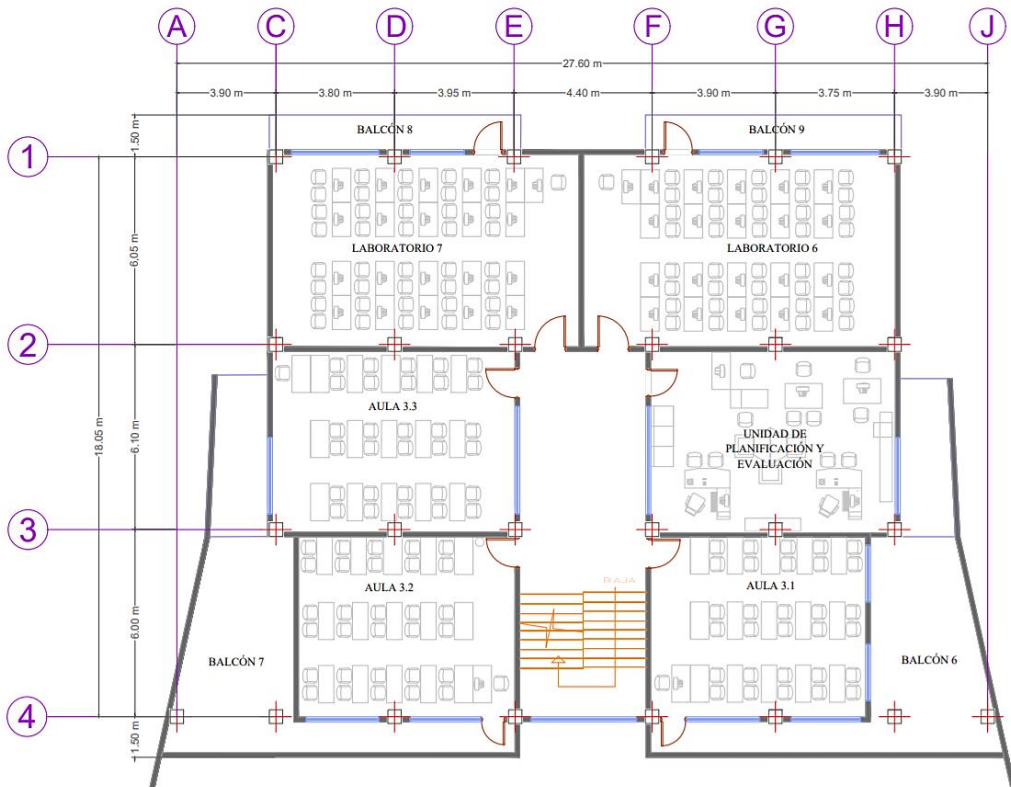 A C D E F G H J
27.60 m
3.90 m 3.80 m 3.95 m 4.40 m 3.90 m 3.75 m 3.90 m
1.50 m
BALCÓN 8
BALCÓN 9
1
6.05 m
LABORATORIO 7
LABORATORIO 6
2
18.05 m
6.10 m
AULA 3.3
UNIDAD DE
PLANIFICACIÓN Y
EVALUACIÓN
3
6.00 m
AULA 3.2
BAJA
AULA 3.1
BALCÓN 7
BALCÓN 6
4
1.50 m